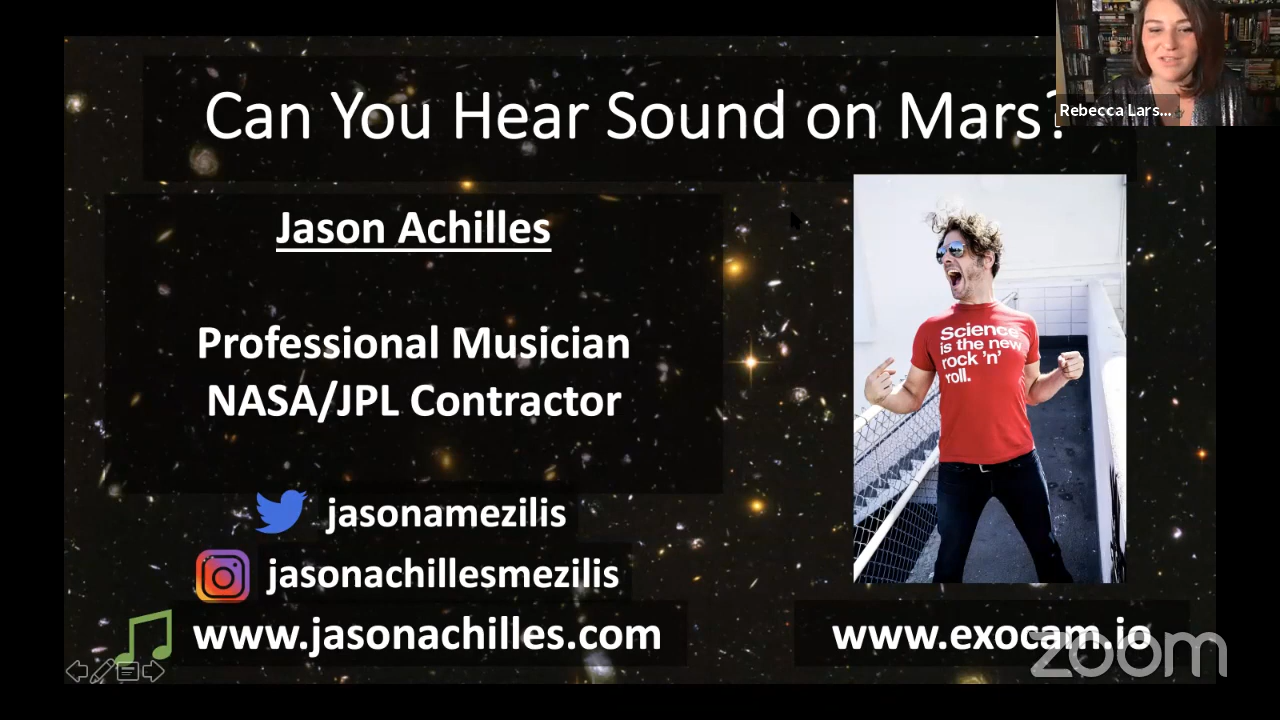 Can You Hear Sound on Mars?
Rebecca Lars...
Jason Achilles
Professional Musician
NASA/JPL Contractor
Science
is the new
rock 'n'
roll.
jasonamezilis
jasonachillesmezilis
www.jasonachilles.com
www.exocam.io
zoom